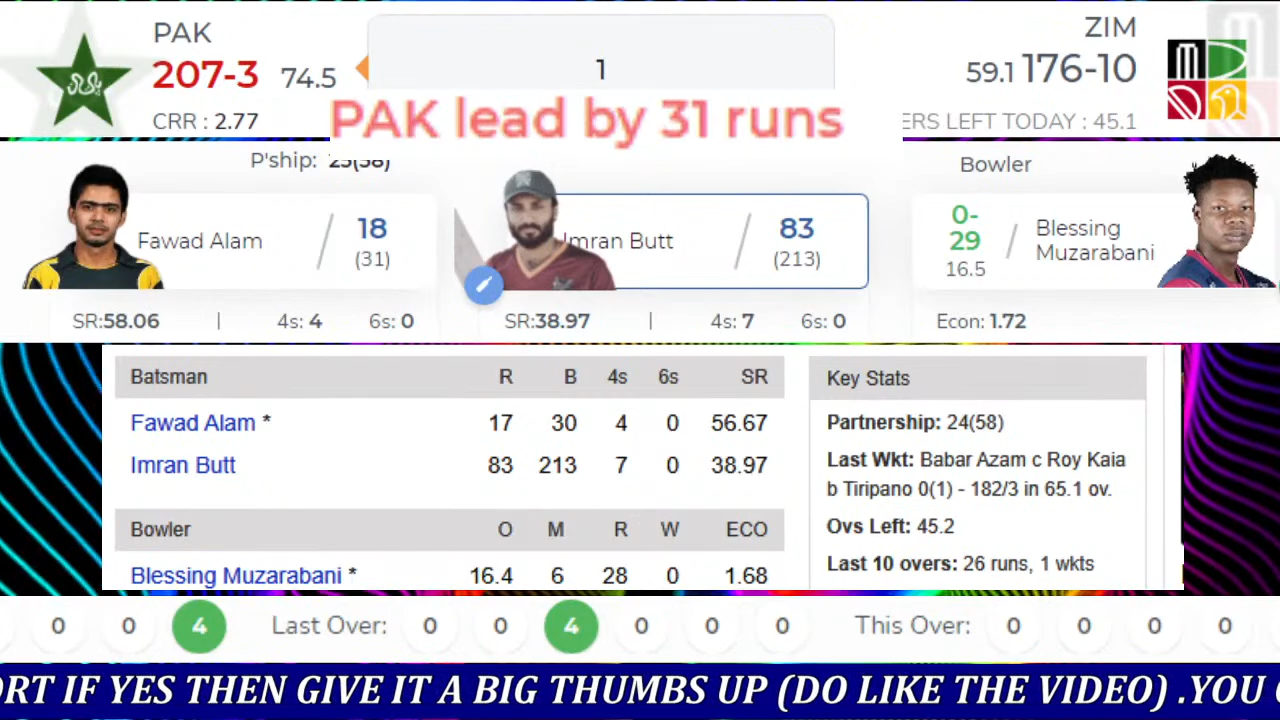 PAK
207-3 74.5
CRR : 2.77
1
PAK lead by 31 runs
ZIM
59.1 176-10
ERS LEFT TODAY : 45.1
P'ship: 25(58)
Fawad Alam 18 (31)
SR:58.06 | 4s: 4 6s: 0
Imran Butt 83 (213)
SR:38.97 | 4s: 7 6s: 0
Bowler
0-29
16.5
Blessing Muzarabani
Econ: 1.72
Batsman R B 4s 6s SR
Fawad Alam * 17 30 4 0 56.67
Imran Butt 83 213 7 0 38.97
Bowler O M R W ECO
Blessing Muzarabani * 16.4 6 28 0 1.68
Key Stats
Partnership: 24(58)
Last Wkt: Babar Azam c Roy Kaia
b Tiripano 0(1) - 182/3 in 65.1 ov.
Ovs Left: 45.2
Last 10 overs: 26 runs, 1 wkts
0 0 4 Last Over: 0 0 4 0 0 0 This Over: 0 0 0 0
ORT IF YES THEN GIVE IT A BIG THUMBS UP (DO LIKE THE VIDEO) .YOU